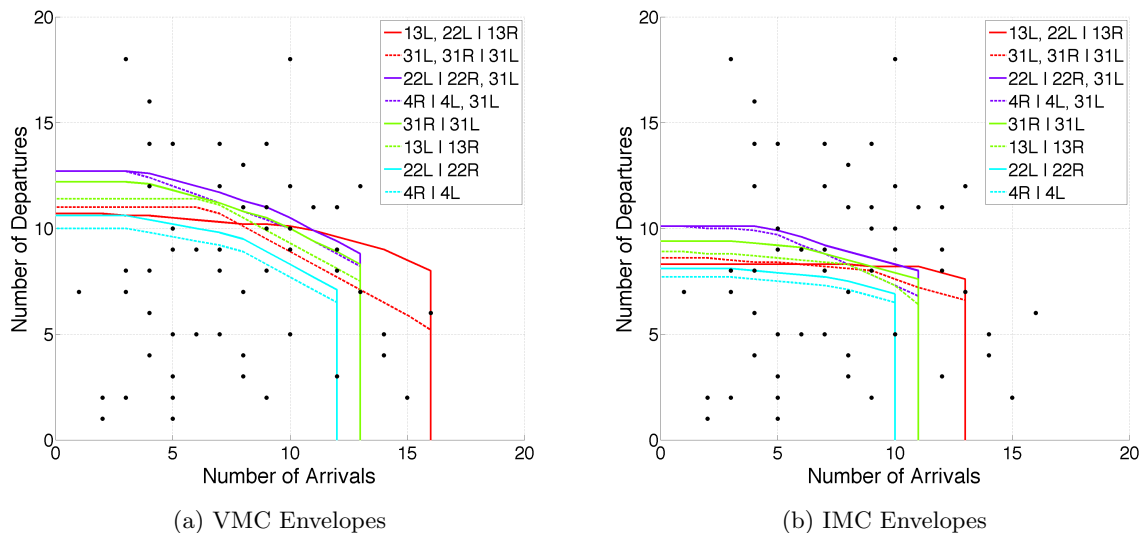 20
15
10
5
0
Number of Departures
0
5
10
15
20
Number of Arrivals
13L, 22L | 13R
31L, 31R | 31L
22L | 22R, 31L
4R | 4L, 31L
31R | 31L
13L | 13R
22L | 22R
4R | 4L
(a) VMC Envelopes
20
15
10
5
0
Number of Departures
0
5
10
15
20
Number of Arrivals
13L, 22L | 13R
31L, 31R | 31L
22L | 22R, 31L
4R | 4L, 31L
31R | 31L
13L | 13R
22L | 22R
4R | 4L
(b) IMC Envelopes